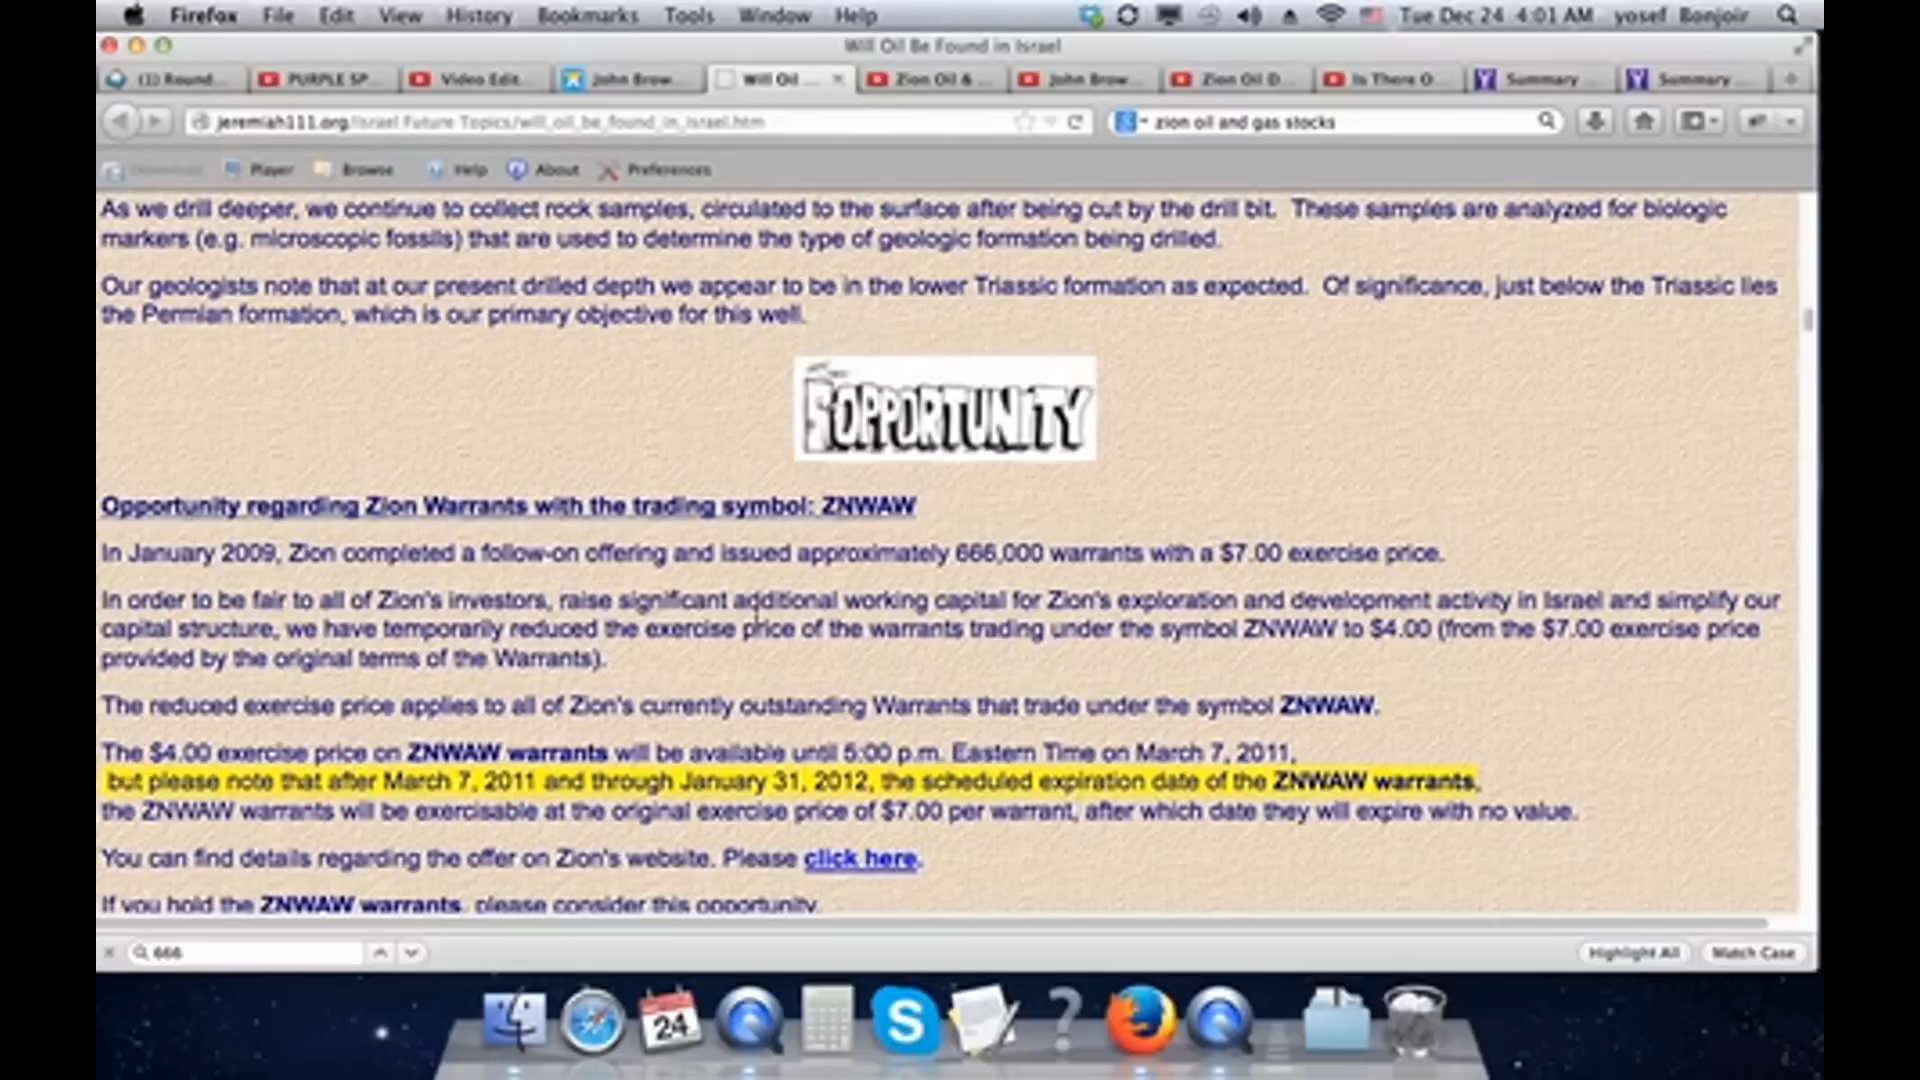 Firefox File Edit View History Bookmarks Tools Window Help Tue Dec 24 4:01 AM yosef Bonjoir
Will Oil Be Found in Israel
(1) Round... PURPLE SP... Video Edit... John Brow... Will Oil ... Zion Oil & ... John Brow... Zion Oil D... Is There O... Summary ... Summary ...
jeremiah111.org/Israel Future Topics/will_oil_be_found_in_Israel.htm zion oil and gas stocks
Download Player Browse Help About Preferences
As we drill deeper, we continue to collect rock samples, circulated to the surface after being cut by the drill bit. These samples are analyzed for biologic
markers (e.g. microscopic fossils) that are used to determine the type of geologic formation being drilled.
Our geologists note that at our present drilled depth we appear to be in the lower Triassic formation as expected. Of significance, just below the Triassic lies
the Permian formation, which is our primary objective for this well.
OPPORTUNITY
Opportunity regarding Zion Warrants with the trading symbol: ZNWAW
In January 2009, Zion completed a follow-on offering and issued approximately 666,000 warrants with a $7.00 exercise price.
In order to be fair to all of Zion's investors, raise significant additional working capital for Zion's exploration and development activity in Israel and simplify our
capital structure, we have temporarily reduced the exercise price of the warrants trading under the symbol ZNWAW to $4.00 (from the $7.00 exercise price
provided by the original terms of the Warrants).
The reduced exercise price applies to all of Zion's currently outstanding Warrants that trade under the symbol ZNWAW.
The $4.00 exercise price on ZNWAW warrants will be available until 5:00 p.m. Eastern Time on March 7, 2011,
but please note that after March 7, 2011 and through January 31, 2012, the scheduled expiration date of the ZNWAW warrants,
the ZNWAW warrants will be exercisable at the original exercise price of $7.00 per warrant, after which date they will expire with no value.
You can find details regarding the offer on Zion's website. Please click here.
If you hold the ZNWAW warrants, please consider this opportunity.
666 Highlight All Match Case
24